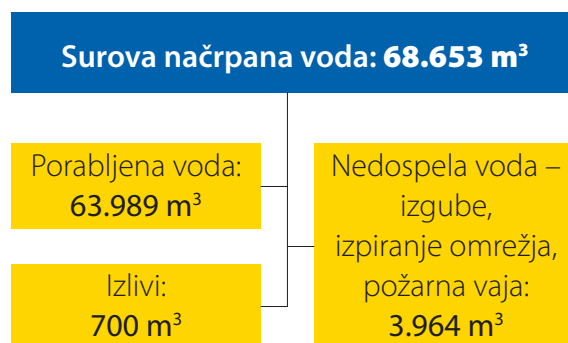 Surova načrpana voda: 68.653 m³
Porabljena voda:
63.989 m³
Izlivi:
700 m³
Nedospela voda –
izgube,
izpiranje omrežja,
požarna vaja:
3.964 m³